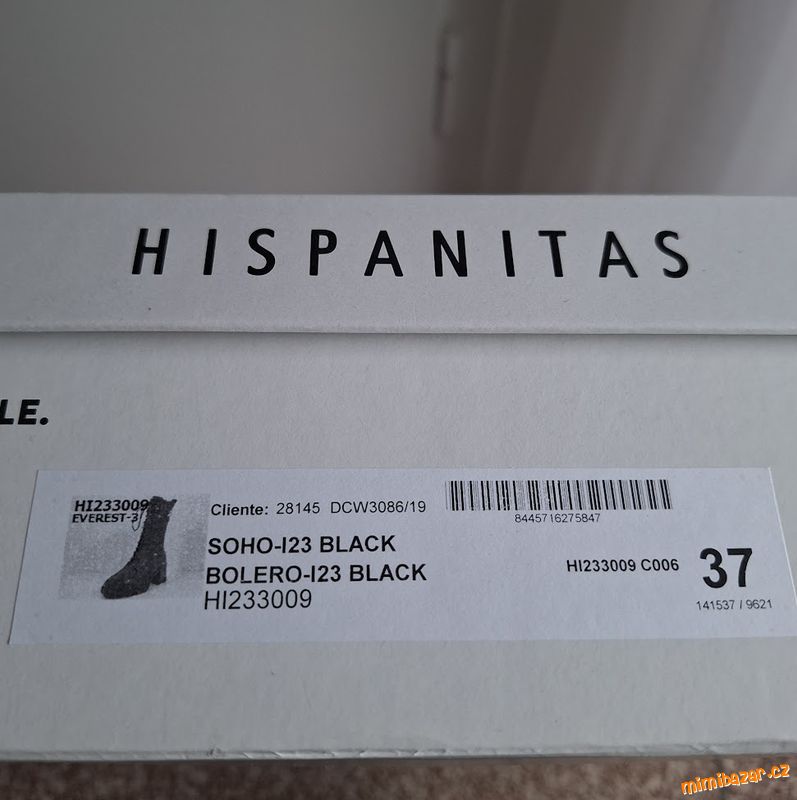 HISPANITAS
LE.
HI233009
EVEREST-3
Cliente: 28145 DCW3086/19
8445716275847
SOHO-I23 BLACK
BOLERO-I23 BLACK
HI233009
HI233009 C006
37
141537 / 9621
mimibazar.cz